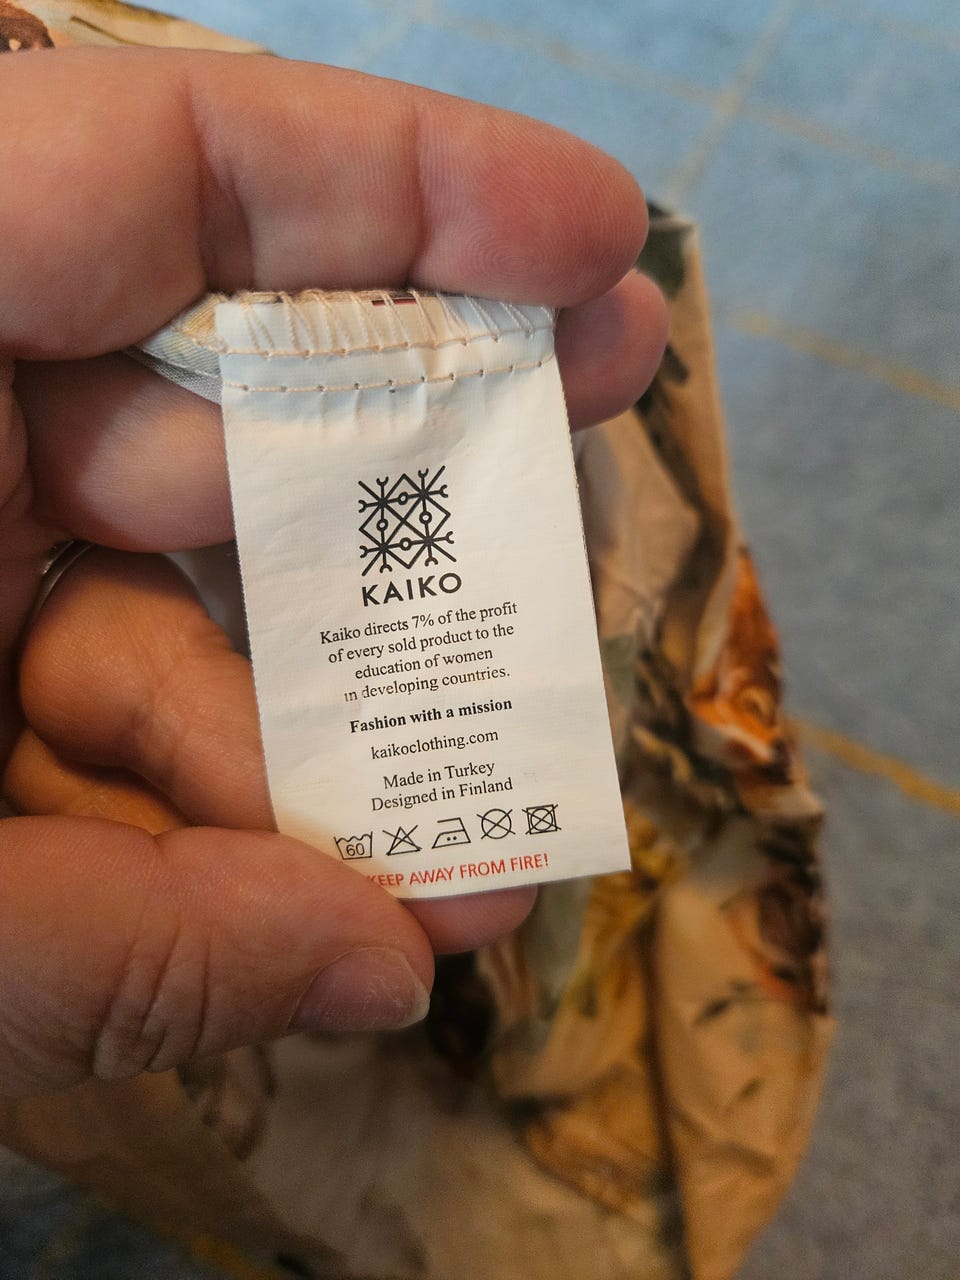 KAIKO
Kaiko directs 7% of the profit
of every sold product to the
education of women
in developing countries.
Fashion with a mission
kaikoclothing.com
Made in Turkey
Designed in Finland
60
KEEP AWAY FROM FIRE!